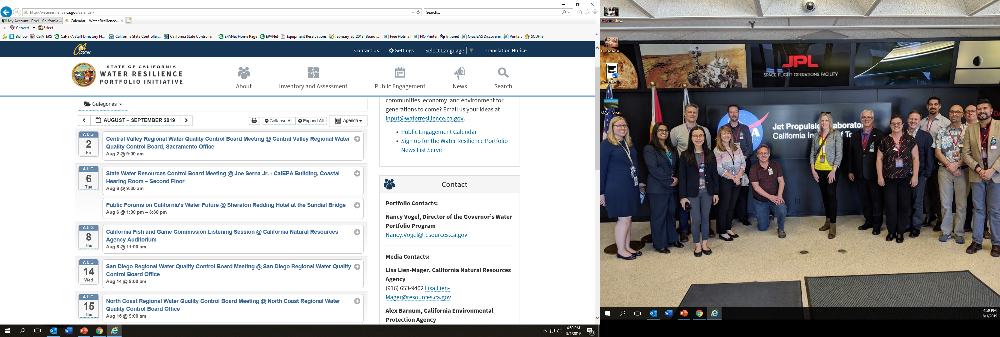 http://waterresilience.ca.gov/calendar/
Search...
My Account | Pixel - California ...
Calendar – Water Resilience...
Convert
Select
Bizflow
CalATERS
Cal-EPA Staff Directory H...
California State Controller...
California State Controller...
EPANet Home Page
EPANet
Equipment Reservations
february_20_2018 [Board ...
Free Hotmail
HQ Printer
Intranet
OracleAS Discoverer
Printers
SCUFIIS
CA.GOV
Contact Us
Settings
Select Language
Translation Notice
STATE OF CALIFORNIA
WATER RESILIENCE
PORTFOLIO INITIATIVE
About
Inventory and Assessment
Public Engagement
News
Search
Categories
AUGUST – SEPTEMBER 2019
Collapse All
Expand All
Agenda
AUG
2
Fri
Central Valley Regional Water Quality Control Board Meeting @ Central Valley Regional Water
Quality Control Board, Sacramento Office
Aug 2 @ 9:00 am
AUG
6
Tue
State Water Resources Control Board Meeting @ Joe Serna Jr. - CalEPA Building, Coastal
Hearing Room – Second Floor
Aug 6 @ 9:30 am
Public Forums on California’s Water Future @ Sheraton Redding Hotel at the Sundial Bridge
Aug 6 @ 1:00 pm – 3:30 pm
AUG
8
Thu
California Fish and Game Commission Listening Session @ California Natural Resources
Agency Auditorium
Aug 8 @ 11:00 am
AUG
14
Wed
San Diego Regional Water Quality Control Board Meeting @ San Diego Regional Water Quality
Control Board Office
Aug 14 @ 9:00 am
AUG
15
Thu
North Coast Regional Water Quality Control Board Meeting @ North Coast Regional Water
Quality Control Board Office
Aug 15 @ 9:00 am
communities, economy, and environment for
generations to come? Email us your ideas at
input@waterresilience.ca.gov.
• Public Engagement Calendar
• Sign up for the Water Resilience Portfolio
News List Serve
Contact
Portfolio Contacts:
Nancy Vogel, Director of the Governor’s Water
Portfolio Program
Nancy.Vogel@resources.ca.gov
Media Contacts:
Lisa Lien-Mager, California Natural Resources
Agency
(916) 653-9402 Lisa.Lien-
Mager@resources.ca.gov
Alex Barnum, California Environmental
Protection Agency
4:59 PM
8/1/2019
21
stakeholder...
FL_FMA-04...
WaterResili...
KMG_norca...
JPL
SPACE FLIGHT OPERATIONS FACILITY
Jet Propulsion Laborator
California In of Te
4:59 PM
8/1/2019